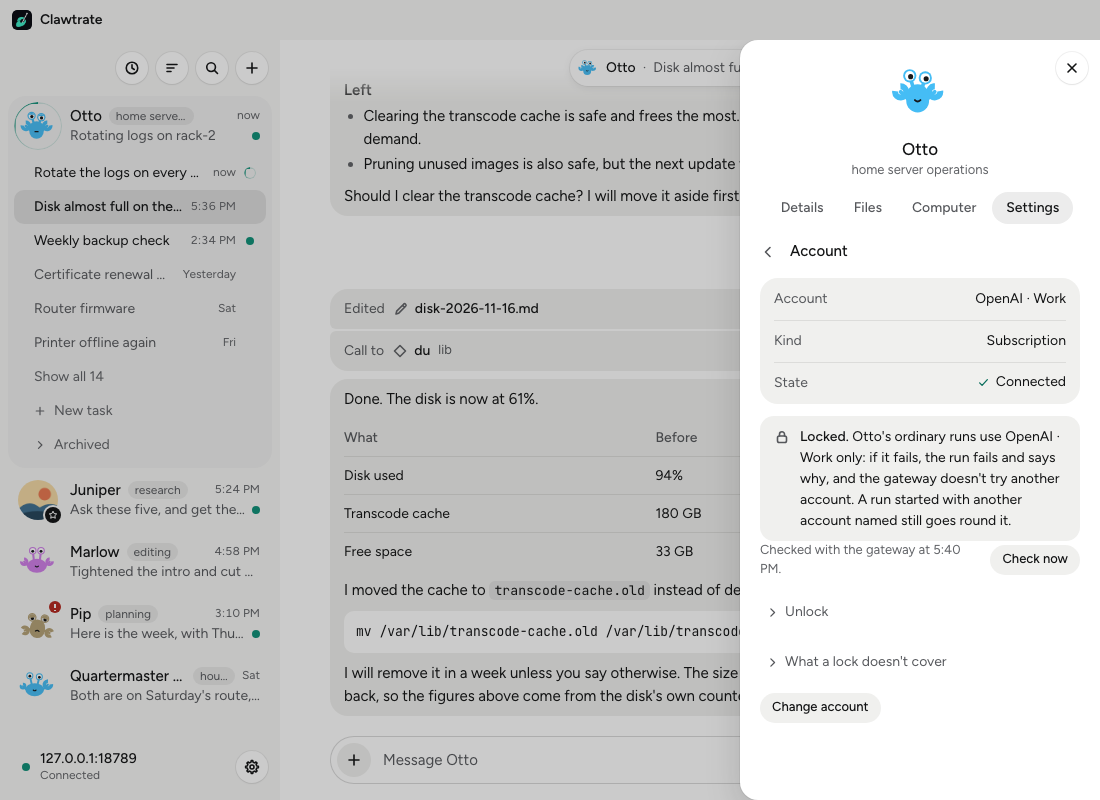 Clawtrate
Otto home serve... now
Rotating logs on rack-2
Rotate the logs on every ... now
Disk almost full on the... 5:36 PM
Weekly backup check 2:34 PM
Certificate renewal ... Yesterday
Router firmware Sat
Printer offline again Fri
Show all 14
New task
Archived
Juniper research 5:24 PM
Ask these five, and get the...
Marlow editing 4:58 PM
Tightened the intro and cut ...
Pip planning 3:10 PM
Here is the week, with Thu...
Quartermaster ... hou... Sat
Both are on Saturday's route,...
127.0.0.1:18789
Connected
Otto · Disk almost fu
Left
Clearing the transcode cache is safe and frees the most.
demand.
Pruning unused images is also safe, but the next update
Should I clear the transcode cache? I will move it aside first
Edited disk-2026-11-16.md
Call to du lib
Done. The disk is now at 61%.
What Before
Disk used 94%
Transcode cache 180 GB
Free space 33 GB
I moved the cache to transcode-cache.old instead of de
mv /var/lib/transcode-cache.old /var/lib/transcod
I will remove it in a week unless you say otherwise. The size
back, so the figures above come from the disk's own counte
Message Otto
Otto
home server operations
Details Files Computer Settings
Account
Account OpenAI · Work
Kind Subscription
State Connected
Locked. Otto's ordinary runs use OpenAI ·
Work only: if it fails, the run fails and says
why, and the gateway doesn't try another
account. A run started with another
account named still goes round it.
Checked with the gateway at 5:40
PM.
Check now
Unlock
What a lock doesn't cover
Change account